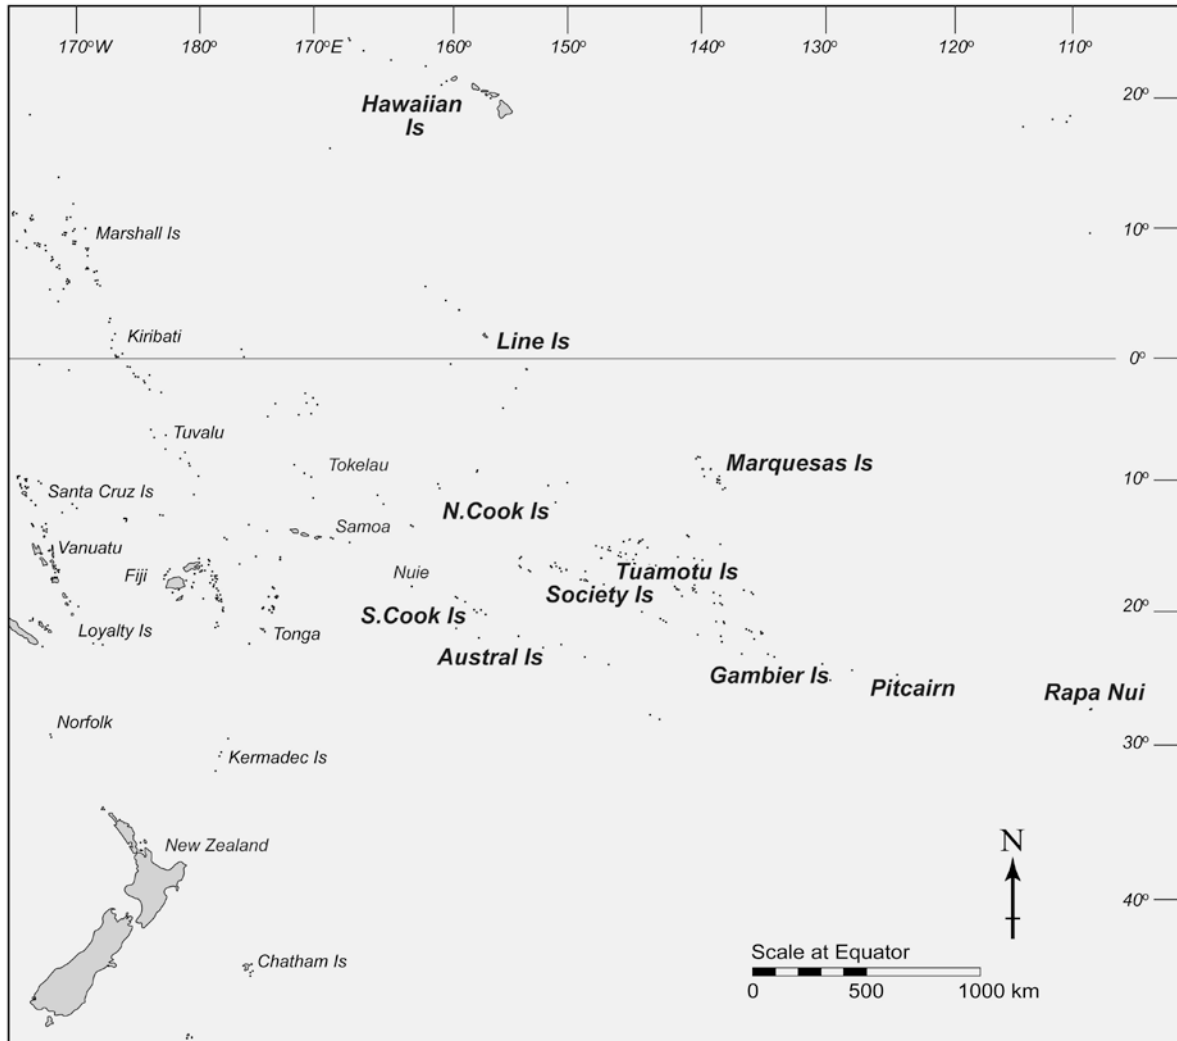 170°W 180° 170°E 160° 150° 140° 130° 120° 110°
20°
Hawaiian
Is
10°
Marshall Is
Kiribati
Line Is
0°
Tuvalu
Tokelau
Marquesas Is
10°
Santa Cruz Is
N.Cook Is
Samoa
Vanuatu
Fiji
Nuie
Tuamotu Is
Society Is
20°
S.Cook Is
Loyalty Is
Tonga
Austral Is
Gambier Is
Pitcairn
Rapa Nui
Norfolk
30°
Kermadec Is
New Zealand
N
40°
Scale at Equator
Chatham Is
0 500 1000 km